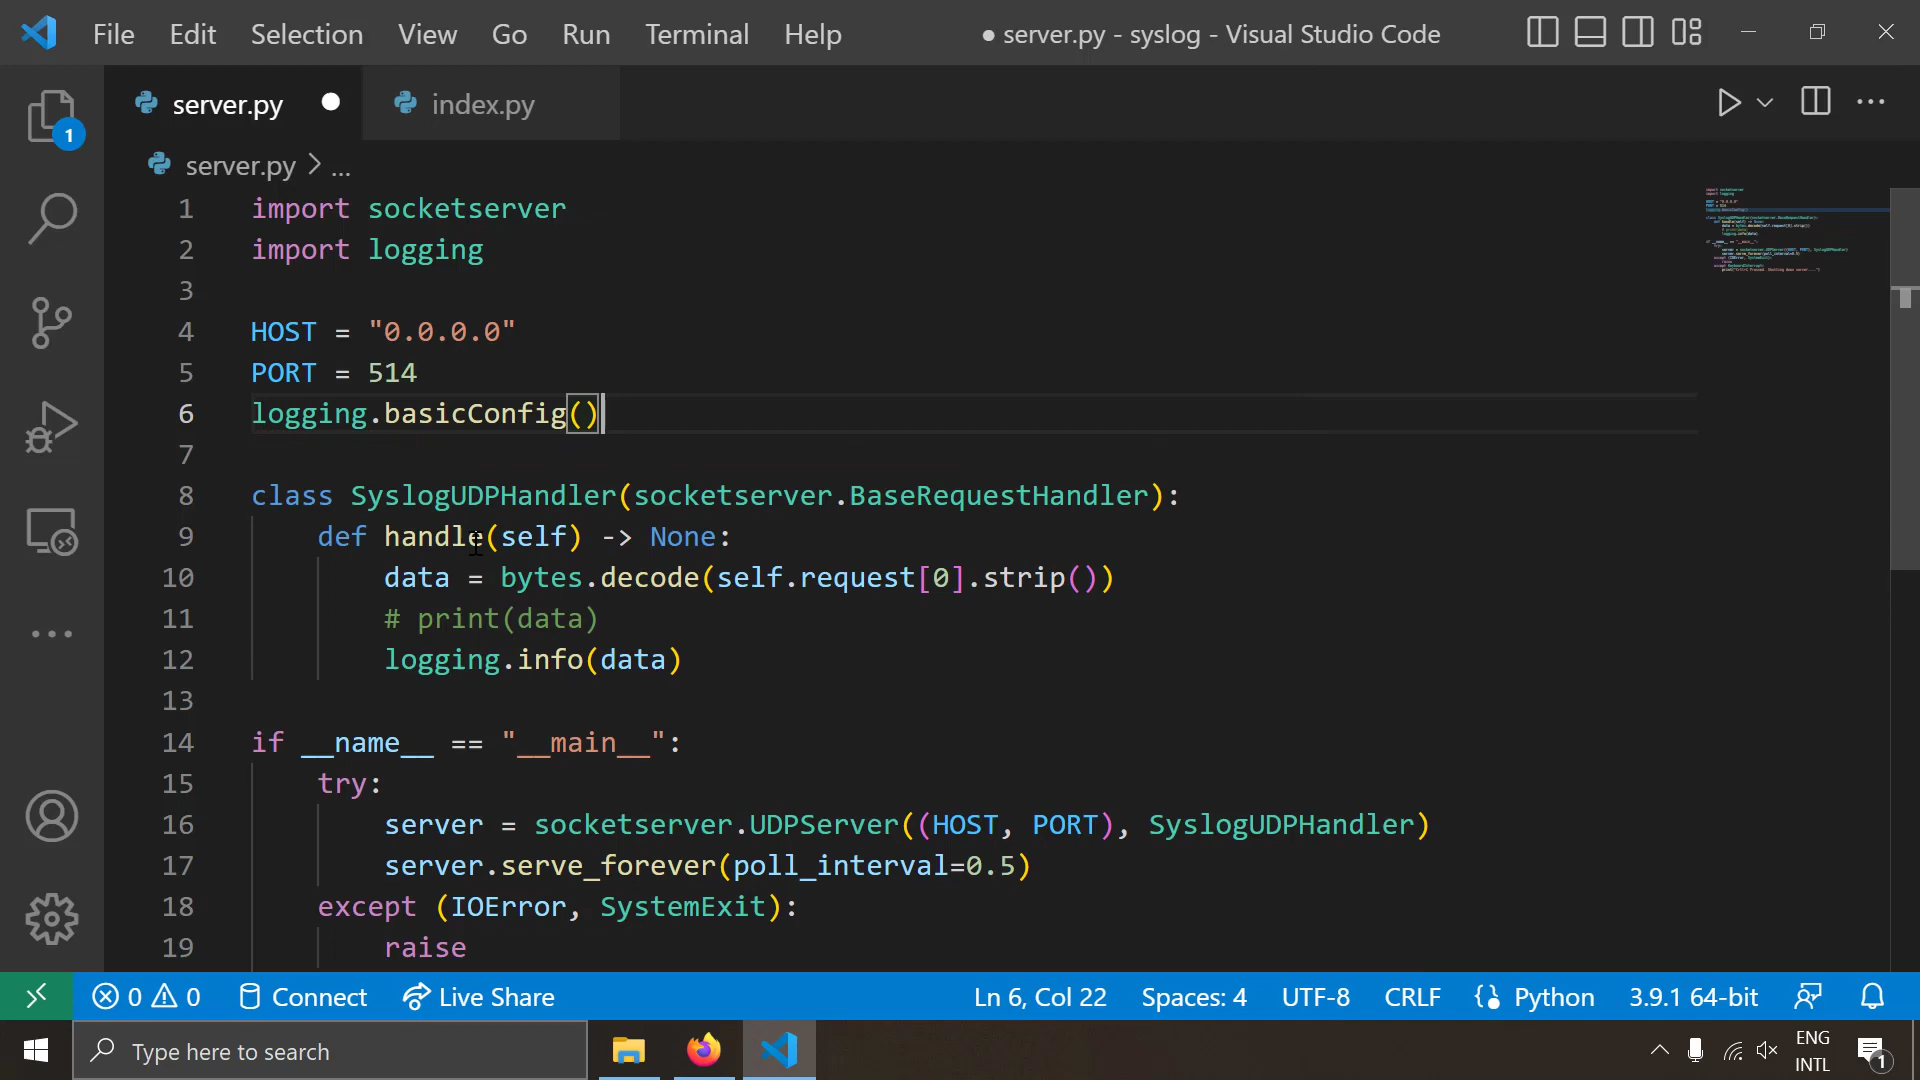 File Edit Selection View Go Run Terminal Help ● server.py - syslog - Visual Studio Code
server.py ● index.py
1
server.py > ...
1 import socketserver
2 import logging
3
4 HOST = "0.0.0.0"
5 PORT = 514
6 logging.basicConfig()
7
8 class SyslogUDPHandler(socketserver.BaseRequestHandler):
9 def handle(self) -> None:
10 data = bytes.decode(self.request[0].strip())
11 # print(data)
12 logging.info(data)
13
14 if __name__ == "__main__":
15 try:
16 server = socketserver.UDPServer((HOST, PORT), SyslogUDPHandler)
17 server.serve_forever(poll_interval=0.5)
18 except (IOError, SystemExit):
19 raise
0 0 Connect Live Share Ln 6, Col 22 Spaces: 4 UTF-8 CRLF Python 3.9.1 64-bit
Type here to search
ENG
INTL
1